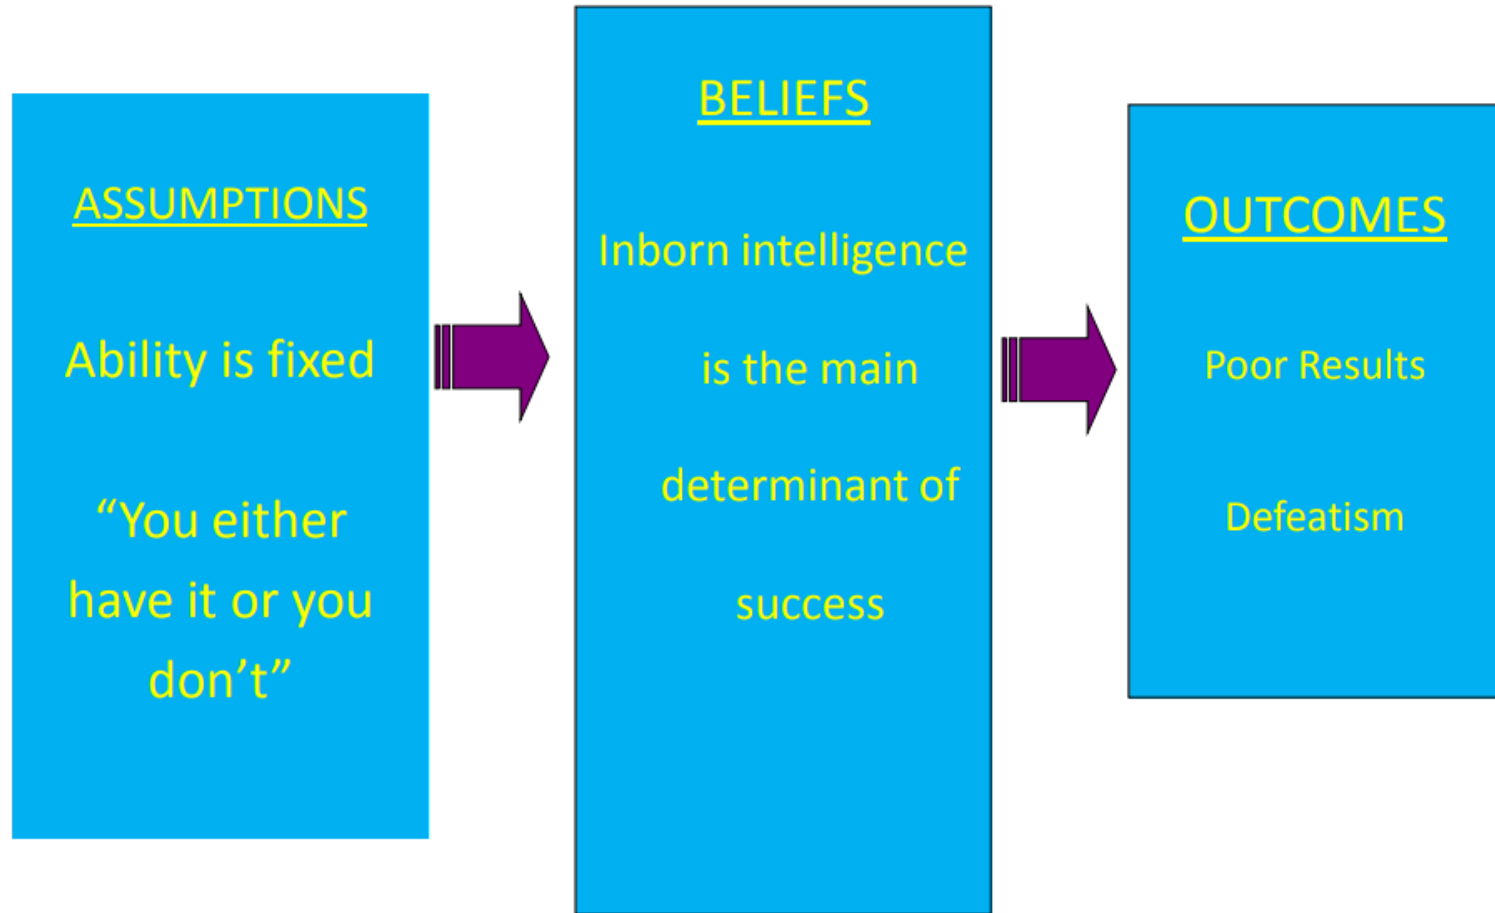 ASSUMPTIONS
Ability is fixed
“You either
have it or you
don’t”
BELIEFS
Inborn intelligence
is the main
determinant of
success
OUTCOMES
Poor Results
Defeatism